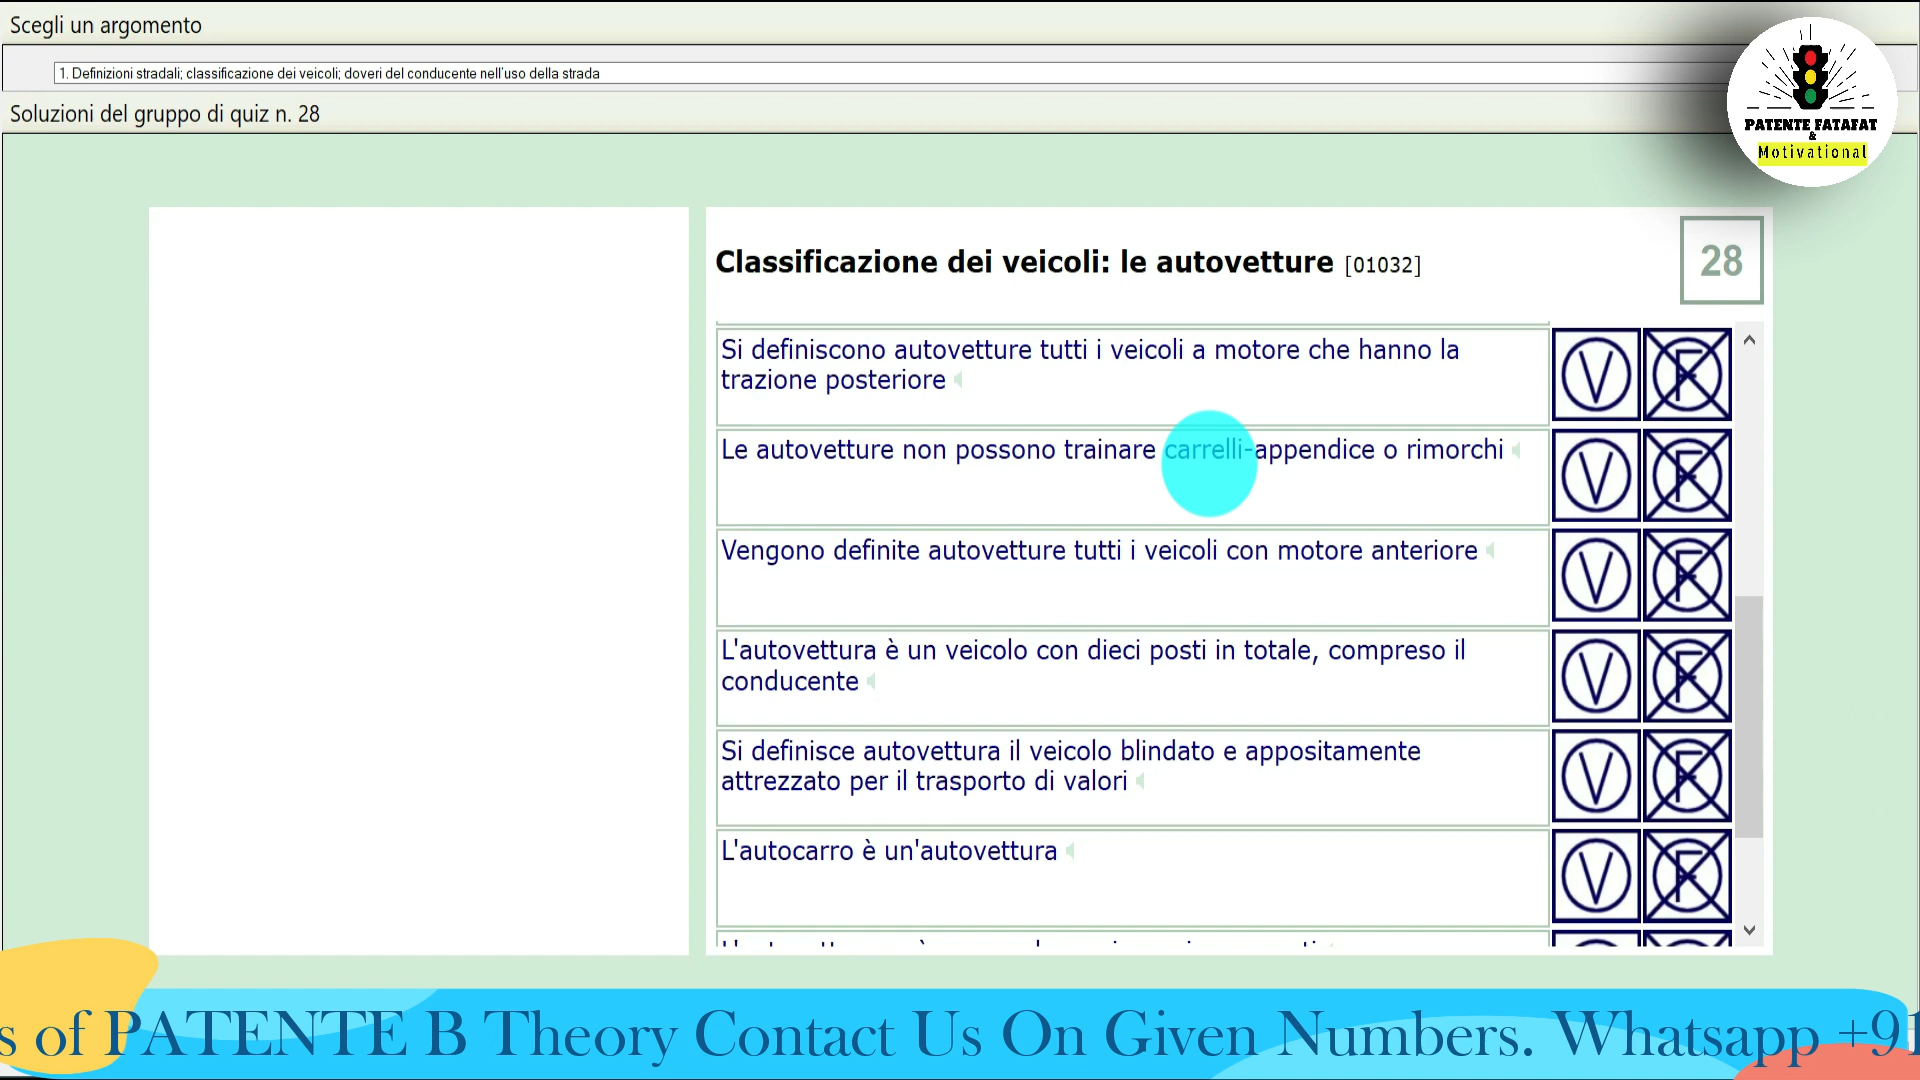 Scegli un argomento
1. Definizioni stradali; classificazione dei veicoli; doveri del conducente nell'uso della strada
Soluzioni del gruppo di quiz n. 28
PATENTE FATAFAT
&
Motivational
Classificazione dei veicoli: le autovetture [01032]
28
Si definiscono autovetture tutti i veicoli a motore che hanno la
trazione posteriore
V F
Le autovetture non possono trainare carrelli-appendice o rimorchi
V F
Vengono definite autovetture tutti i veicoli con motore anteriore
V F
L'autovettura è un veicolo con dieci posti in totale, compreso il
conducente
V F
Si definisce autovettura il veicolo blindato e appositamente
attrezzato per il trasporto di valori
V F
L'autocarro è un'autovettura
V F
s of PATENTE B Theory Contact Us On Given Numbers. Whatsapp +91